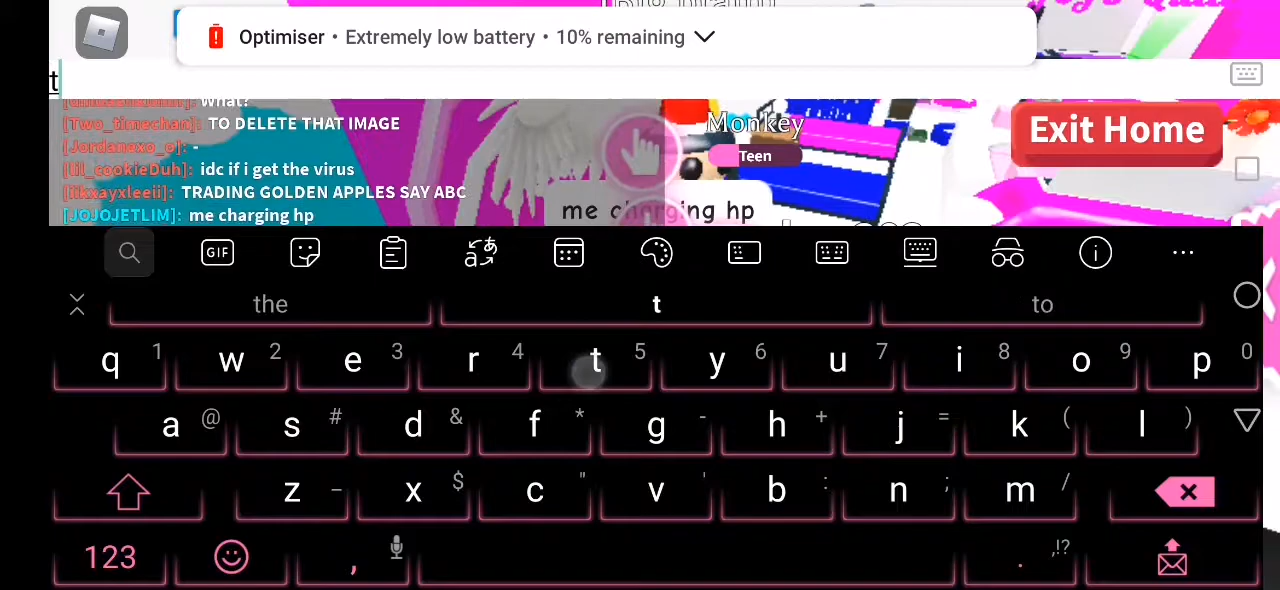 Optimiser • Extremely low battery • 10% remaining
t
What?
[Two_timechan]: TO DELETE THAT IMAGE
[Jordanexo_o]: -
[lil_cookieDuh]: idc if i get the virus
TRADING GOLDEN APPLES SAY ABC
[JOJOJETLIM]: me charging hp
Monkey
Teen
me charging hp
Exit Home
GIF
the t to
q 1 w 2 e 3 r 4 t 5 y 6 u 7 i 8 o 9 p 0
a @ s # d & f * g - h + j = k ( l )
z _ x $ c " v ' b : n ; m /
123 , . ,!?